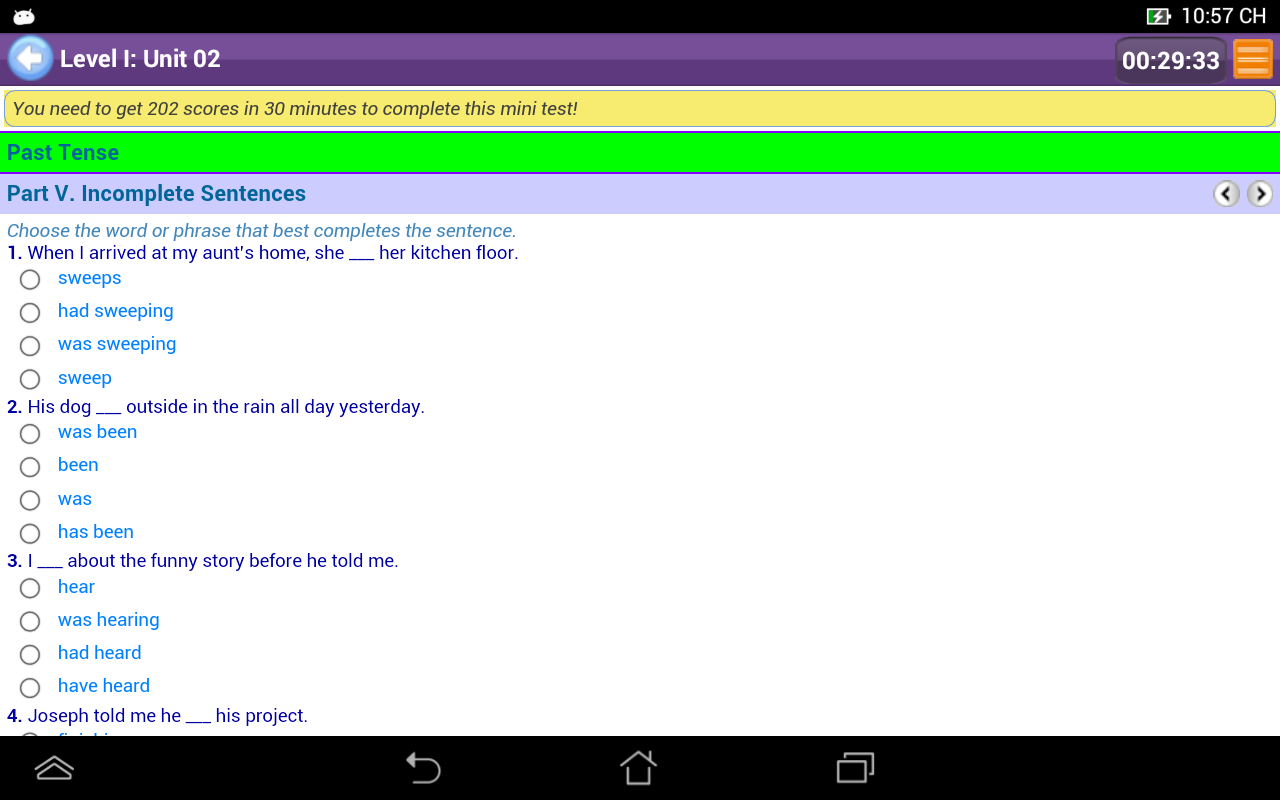 10:57 CH
Level I: Unit 02
00:29:33
You need to get 202 scores in 30 minutes to complete this mini test!
Past Tense
Part V. Incomplete Sentences
Choose the word or phrase that best completes the sentence.
1. When I arrived at my aunt's home, she ___ her kitchen floor.
sweeps
had sweeping
was sweeping
sweep
2. His dog ___ outside in the rain all day yesterday.
was been
been
was
has been
3. I ___ about the funny story before he told me.
hear
was hearing
had heard
have heard
4. Joseph told me he ___ his project.